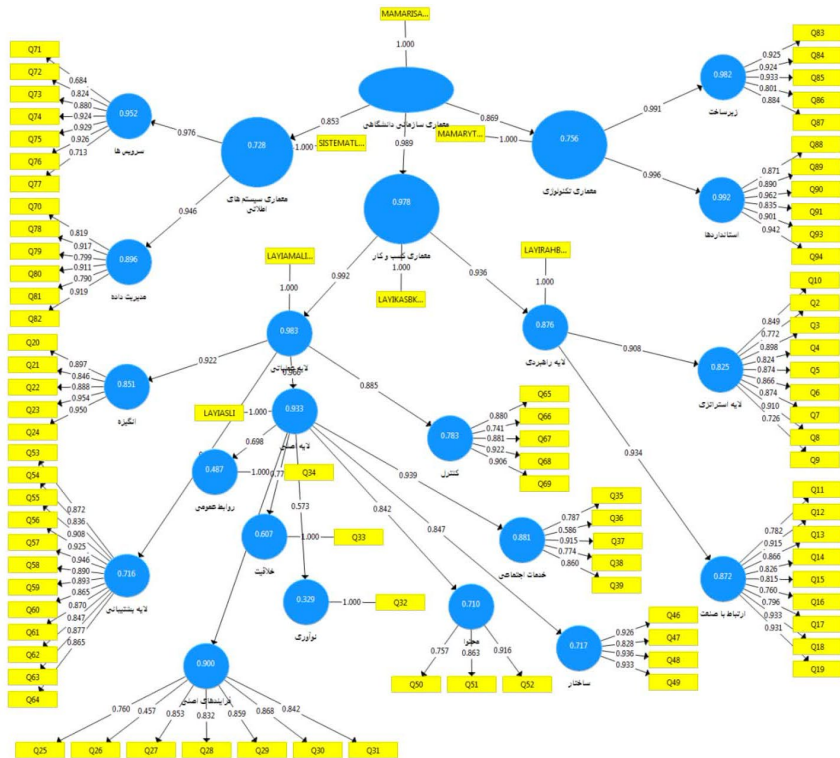 MAMARISA...
1.000
معماری سازمانی دانشگاهی
0.853
0.989
0.869
MAMARYT...
1.000
SISTEMATL...
1.000
0.728
معماری سیستم های
اطلاتی
0.976
0.946
0.952
سرویس ها
Q71
Q72
Q73
Q74
Q75
Q76
Q77
0.684
0.824
0.880
0.924
0.929
0.926
0.713
0.896
مدیریت داده
Q70
Q78
Q79
Q80
Q81
Q82
0.819
0.917
0.799
0.911
0.790
0.919
0.756
معماری تکنولوژی
0.991
0.996
0.982
زیرساخت
Q83
Q84
Q85
Q86
Q87
0.925
0.924
0.933
0.801
0.884
0.992
استانداردها
Q88
Q89
Q90
Q91
Q93
Q94
0.871
0.890
0.962
0.835
0.901
0.942
0.978
معماری کسب و کار
1.000
LAYIKASBK...
0.992
0.936
LAYIAMALI...
1.000
0.983
لایه عملیاتی
LAYIRAHB...
1.000
0.876
لایه راهبردی
0.908
0.934
0.825
لایه استراتژی
Q10
Q2
Q3
Q4
Q5
Q6
Q7
Q8
Q9
0.849
0.772
0.898
0.824
0.874
0.866
0.874
0.910
0.726
0.872
ارتباط با صنعت
Q11
Q12
Q13
Q14
Q15
Q16
Q17
Q18
Q19
0.782
0.915
0.866
0.826
0.815
0.760
0.796
0.933
0.931
0.922
0.885
0.851
انگیزه
Q20
Q21
Q22
Q23
Q24
0.897
0.846
0.888
0.954
0.950
0.716
لایه پشتیبانی
Q53
Q54
Q55
Q56
Q57
Q58
Q59
Q60
Q61
Q62
Q63
Q64
0.872
0.836
0.908
0.925
0.946
0.890
0.893
0.865
0.870
0.847
0.877
0.865
0.783
کنترل
Q65
Q66
Q67
Q68
Q69
0.880
0.741
0.881
0.922
0.906
LAYIASLI
1.000
0.933
لایه اصلی
0.698
0.573
0.842
0.847
0.939
0.487
روابط عمومی
1.000
Q34
0.607
خلاقیت
1.000
Q33
0.329
نوآوری
1.000
Q32
0.881
خدمات اجتماعی
Q35
Q36
Q37
Q38
Q39
0.787
0.586
0.915
0.774
0.860
0.710
محتوا
0.757
0.863
0.916
Q50
Q51
Q52
0.717
ساختار
Q46
Q47
Q48
Q49
0.926
0.828
0.936
0.933
0.900
فرایندهای اصلی
0.760
0.457
0.853
0.832
0.859
0.868
0.842
Q25
Q26
Q27
Q28
Q29
Q30
Q31